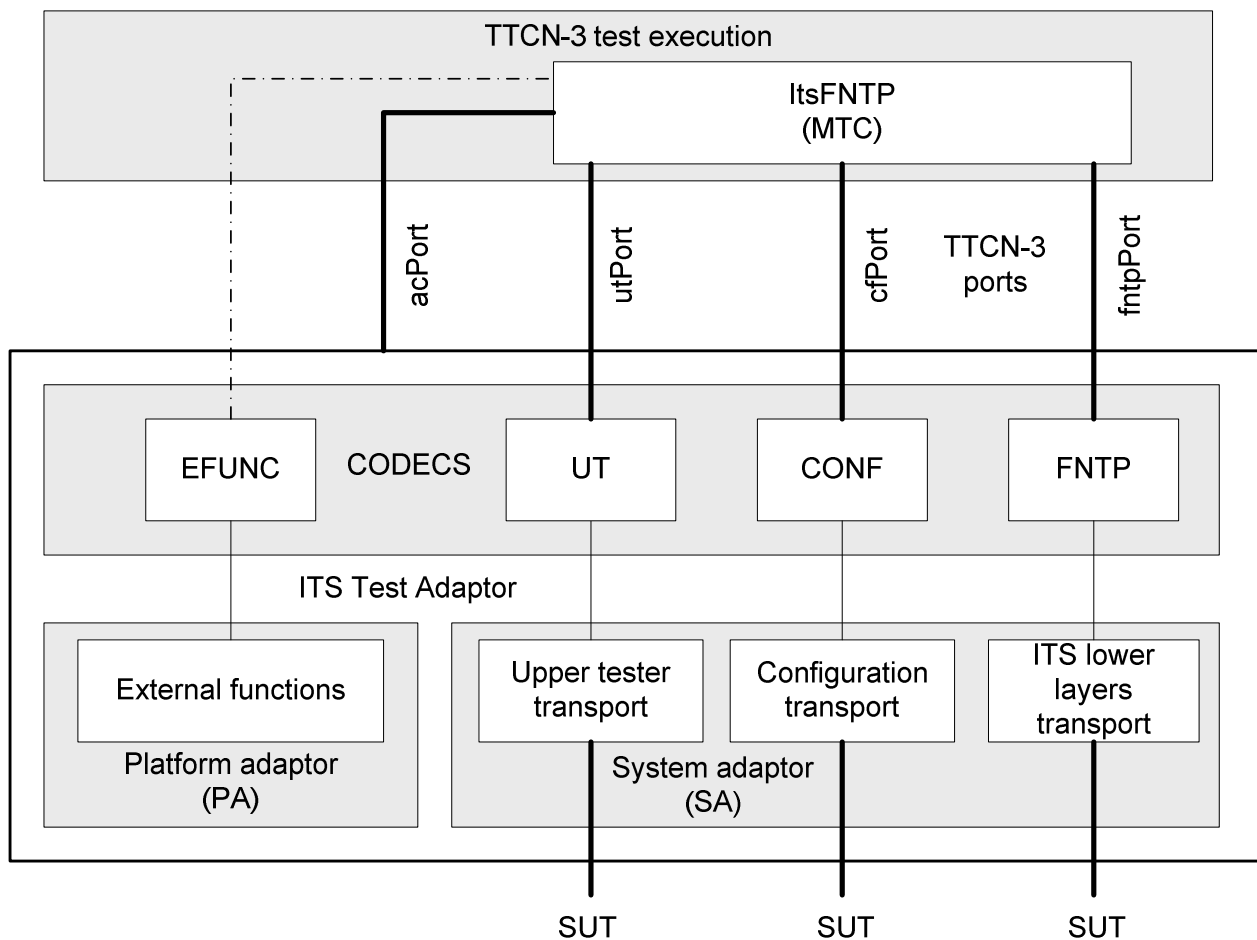 TTCN-3 test execution
ItsFNTP
(MTC)
acPort
utPort
cfPort
TTCN-3
ports
fntpPort
EFUNC
CODECS
UT
CONF
FNTP
ITS Test Adaptor
External functions
Platform adaptor
(PA)
Upper tester
transport
Configuration
transport
ITS lower
layers
transport
System adaptor
(SA)
SUT
SUT
SUT